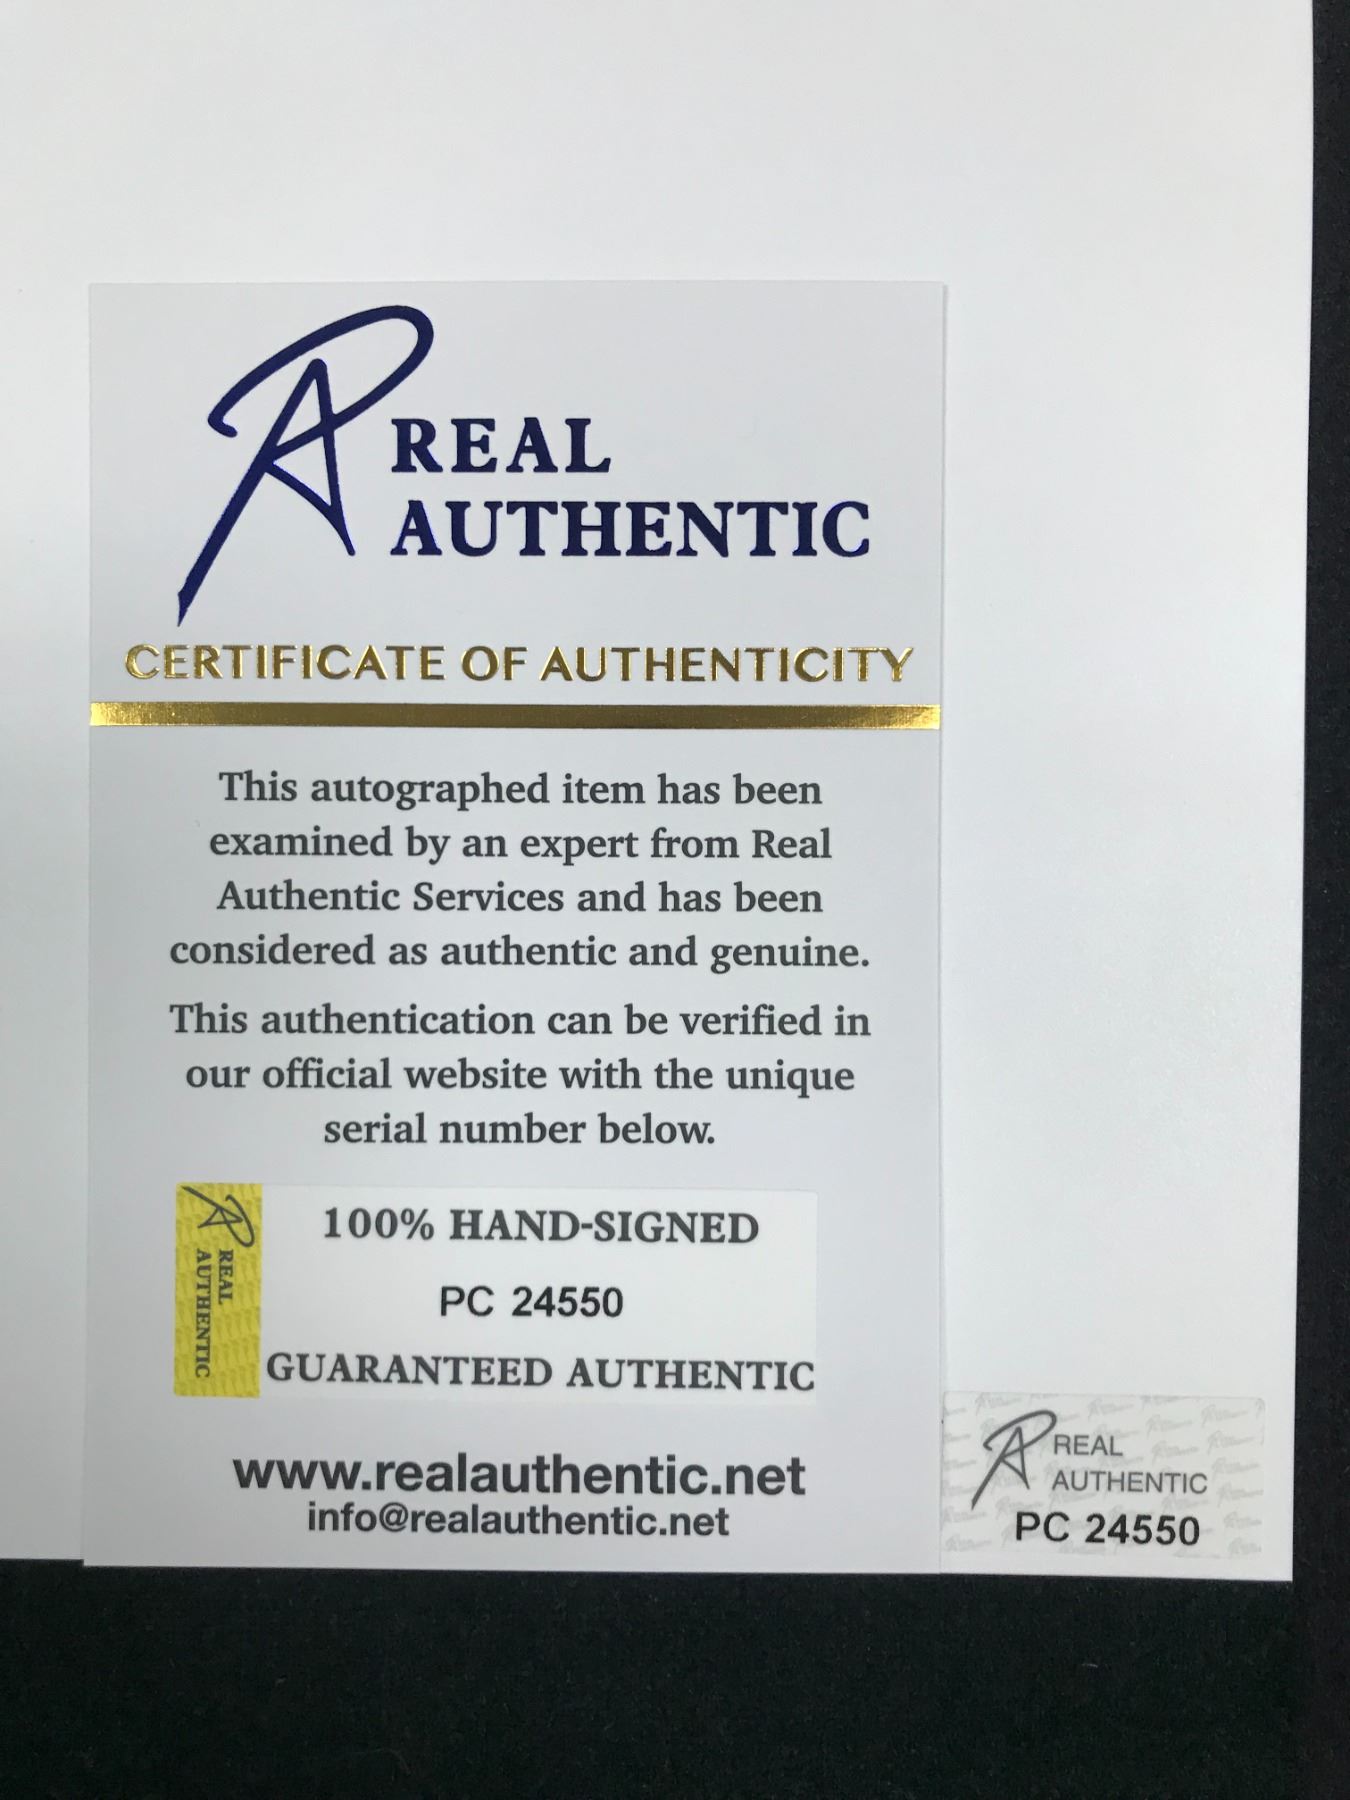 REAL
AUTHENTIC
CERTIFICATE OF AUTHENTICITY
This autographed item has been
examined by an expert from Real
Authentic Services and has been
considered as authentic and genuine.
This authentication can be verified in
our official website with the unique
serial number below.
REAL
AUTHENTIC
100% HAND-SIGNED
PC 24550
GUARANTEED AUTHENTIC
www.realauthentic.net
info@realauthentic.net
REAL
AUTHENTIC
PC 24550